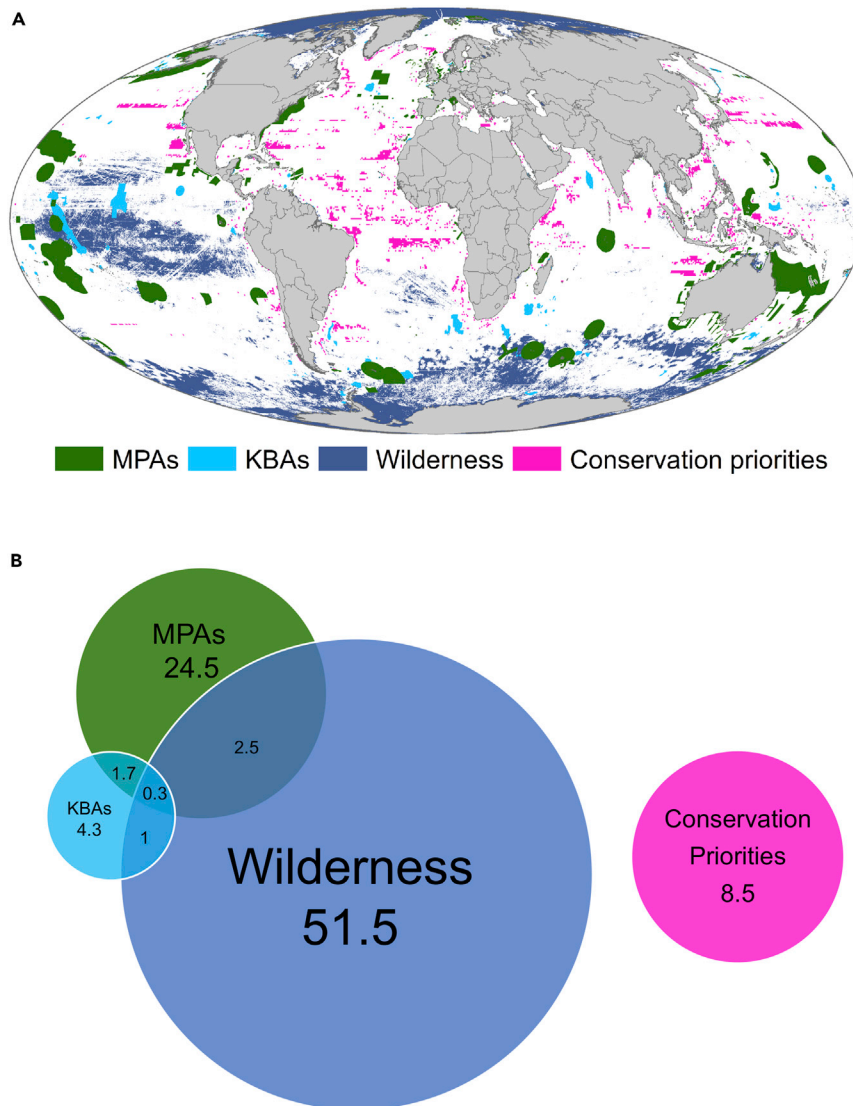 A
MPAs KBAs Wilderness Conservation priorities
B
MPAs
24.5
2.5
1.7
0.3
KBAs
4.3
1
Wilderness
51.5
Conservation
Priorities
8.5